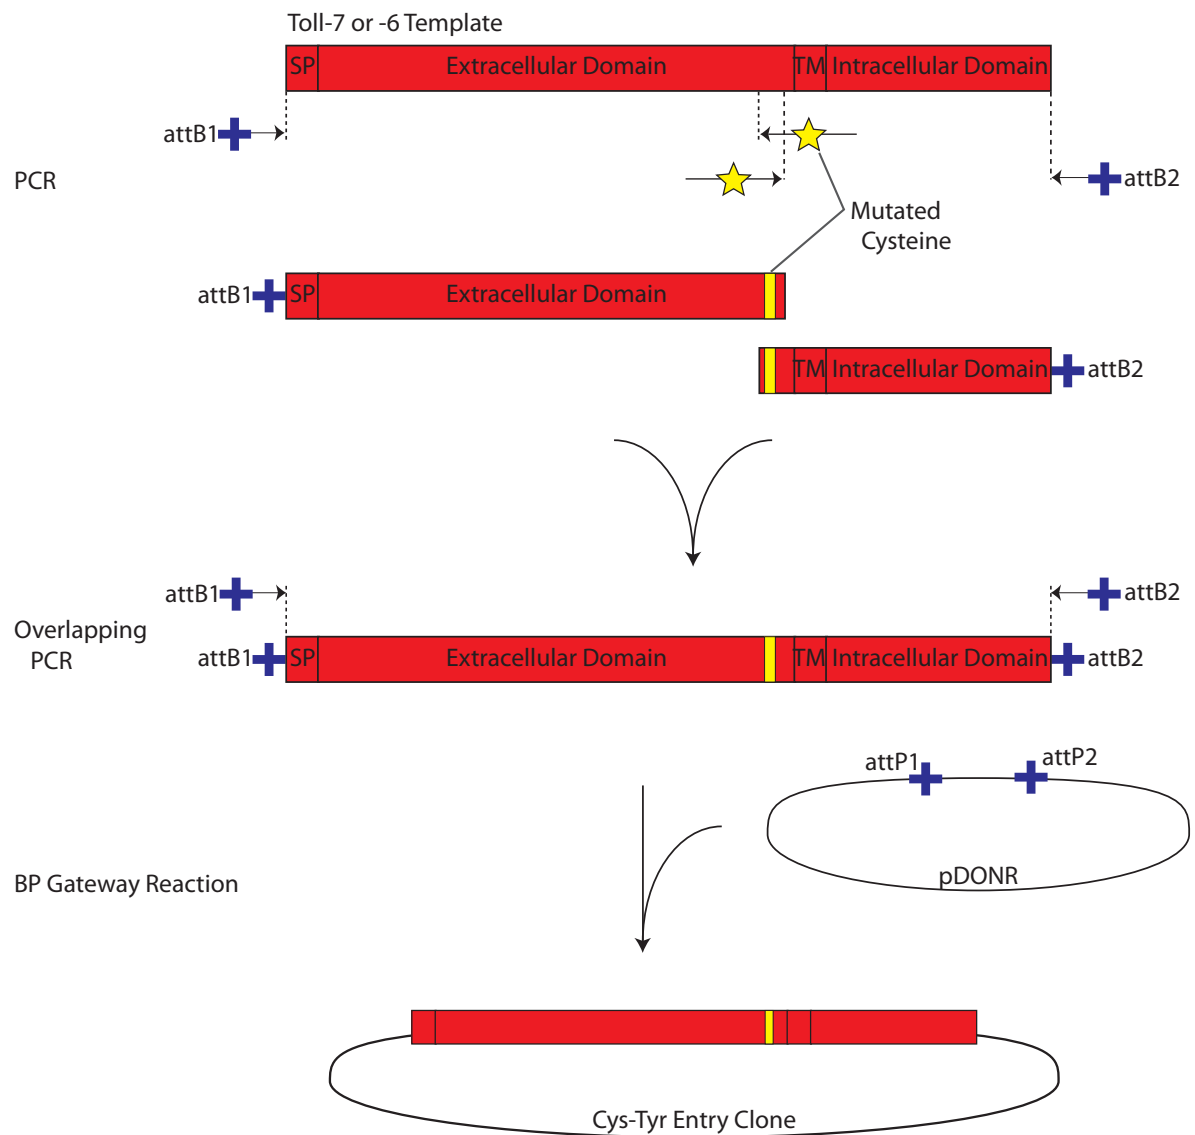 Toll-7 or -6 Template
SP Extracellular Domain TM Intracellular Domain
attB1
PCR
attB2
Mutated
Cysteine
attB1 SP Extracellular Domain
TM Intracellular Domain attB2
attB1 attB2
Overlapping
PCR
attB1 SP Extracellular Domain TM Intracellular Domain attB2
attP1 attP2
pDONR
BP Gateway Reaction
Cys-Tyr Entry Clone